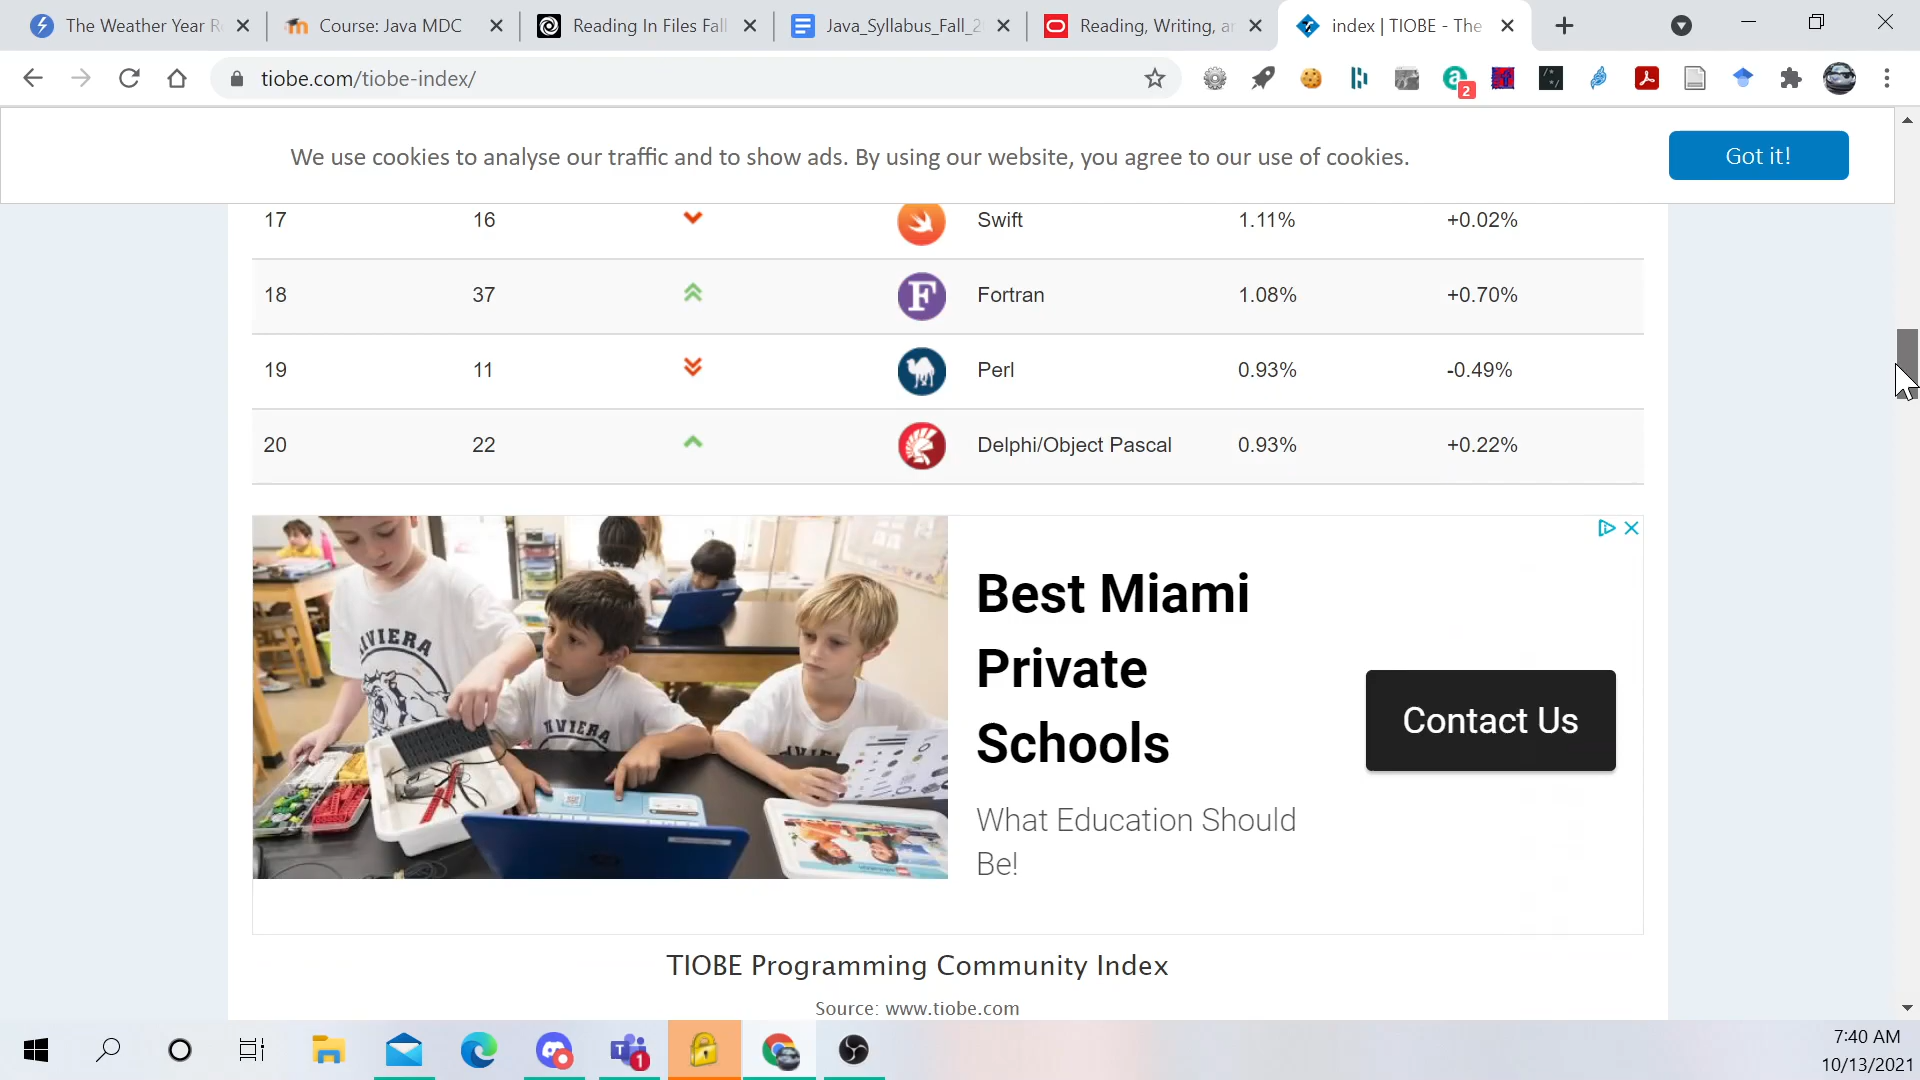 The Weather Year R
Course: Java MDC
Reading In Files Fall
Java_Syllabus_Fall_2
Reading, Writing, a
index | TIOBE - The
tiobe.com/tiobe-index/
2
We use cookies to analyse our traffic and to show ads. By using our website, you agree to our use of cookies.
Got it!
17 16 Swift 1.11% +0.02%
18 37 F Fortran 1.08% +0.70%
19 11 Perl 0.93% -0.49%
20 22 Delphi/Object Pascal 0.93% +0.22%
VIERA
VIERA
Best Miami
Private
Schools
Contact Us
What Education Should
Be!
TIOBE Programming Community Index
Source: www.tiobe.com
1
7:40 AM
10/13/2021